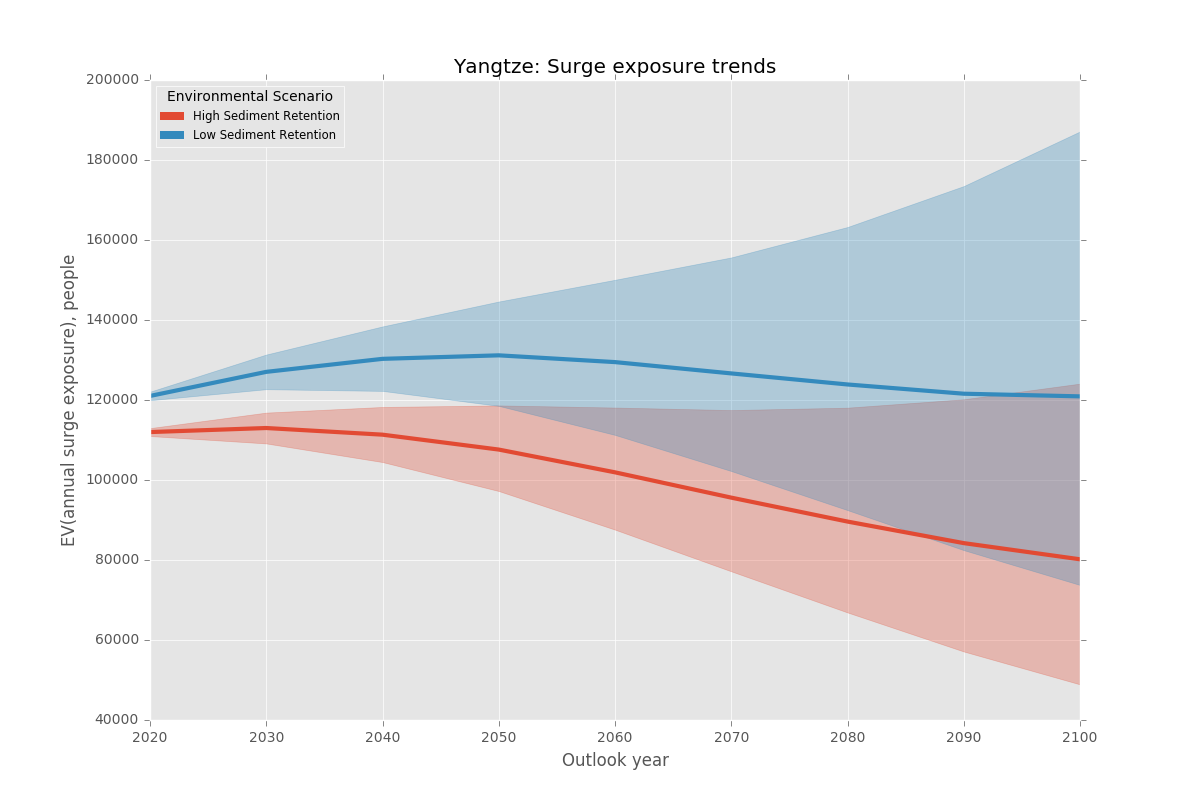 Yangtze: Surge exposure trends
Environmental Scenario
High Sediment Retention
Low Sediment Retention
EV(annual surge exposure), people
200000
180000
160000
140000
120000
100000
80000
60000
40000
2020 2030 2040 2050 2060 2070 2080 2090 2100
Outlook year